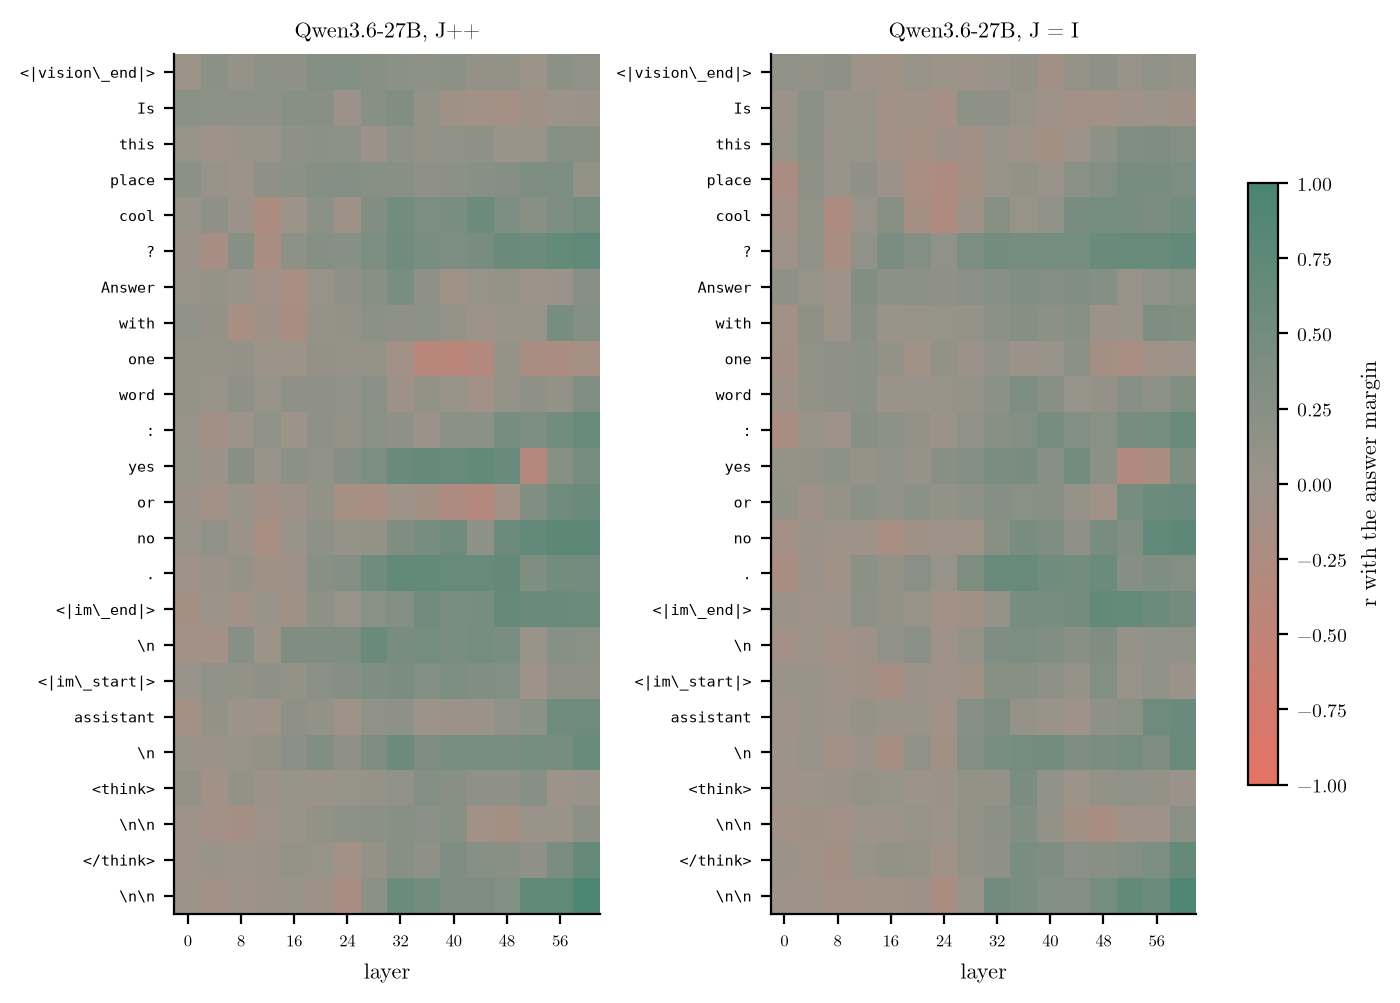 Qwen3.6-27B, J++
<|vision\_end|>
Is
this
place
cool
?
Answer
with
one
word
:
yes
or
no
.
<|im\_end|>
\n
<|im\_start|>
assistant
\n
<think>
\n\n
</think>
\n\n
0 8 16 24 32 40 48 56
layer
Qwen3.6-27B, J = I
<|vision\_end|>
Is
this
place
cool
?
Answer
with
one
word
:
yes
or
no
.
<|im\_end|>
\n
<|im\_start|>
assistant
\n
<think>
\n\n
</think>
\n\n
0 8 16 24 32 40 48 56
layer
1.00
0.75
0.50
0.25
0.00
−0.25
−0.50
−0.75
−1.00
r with the answer margin